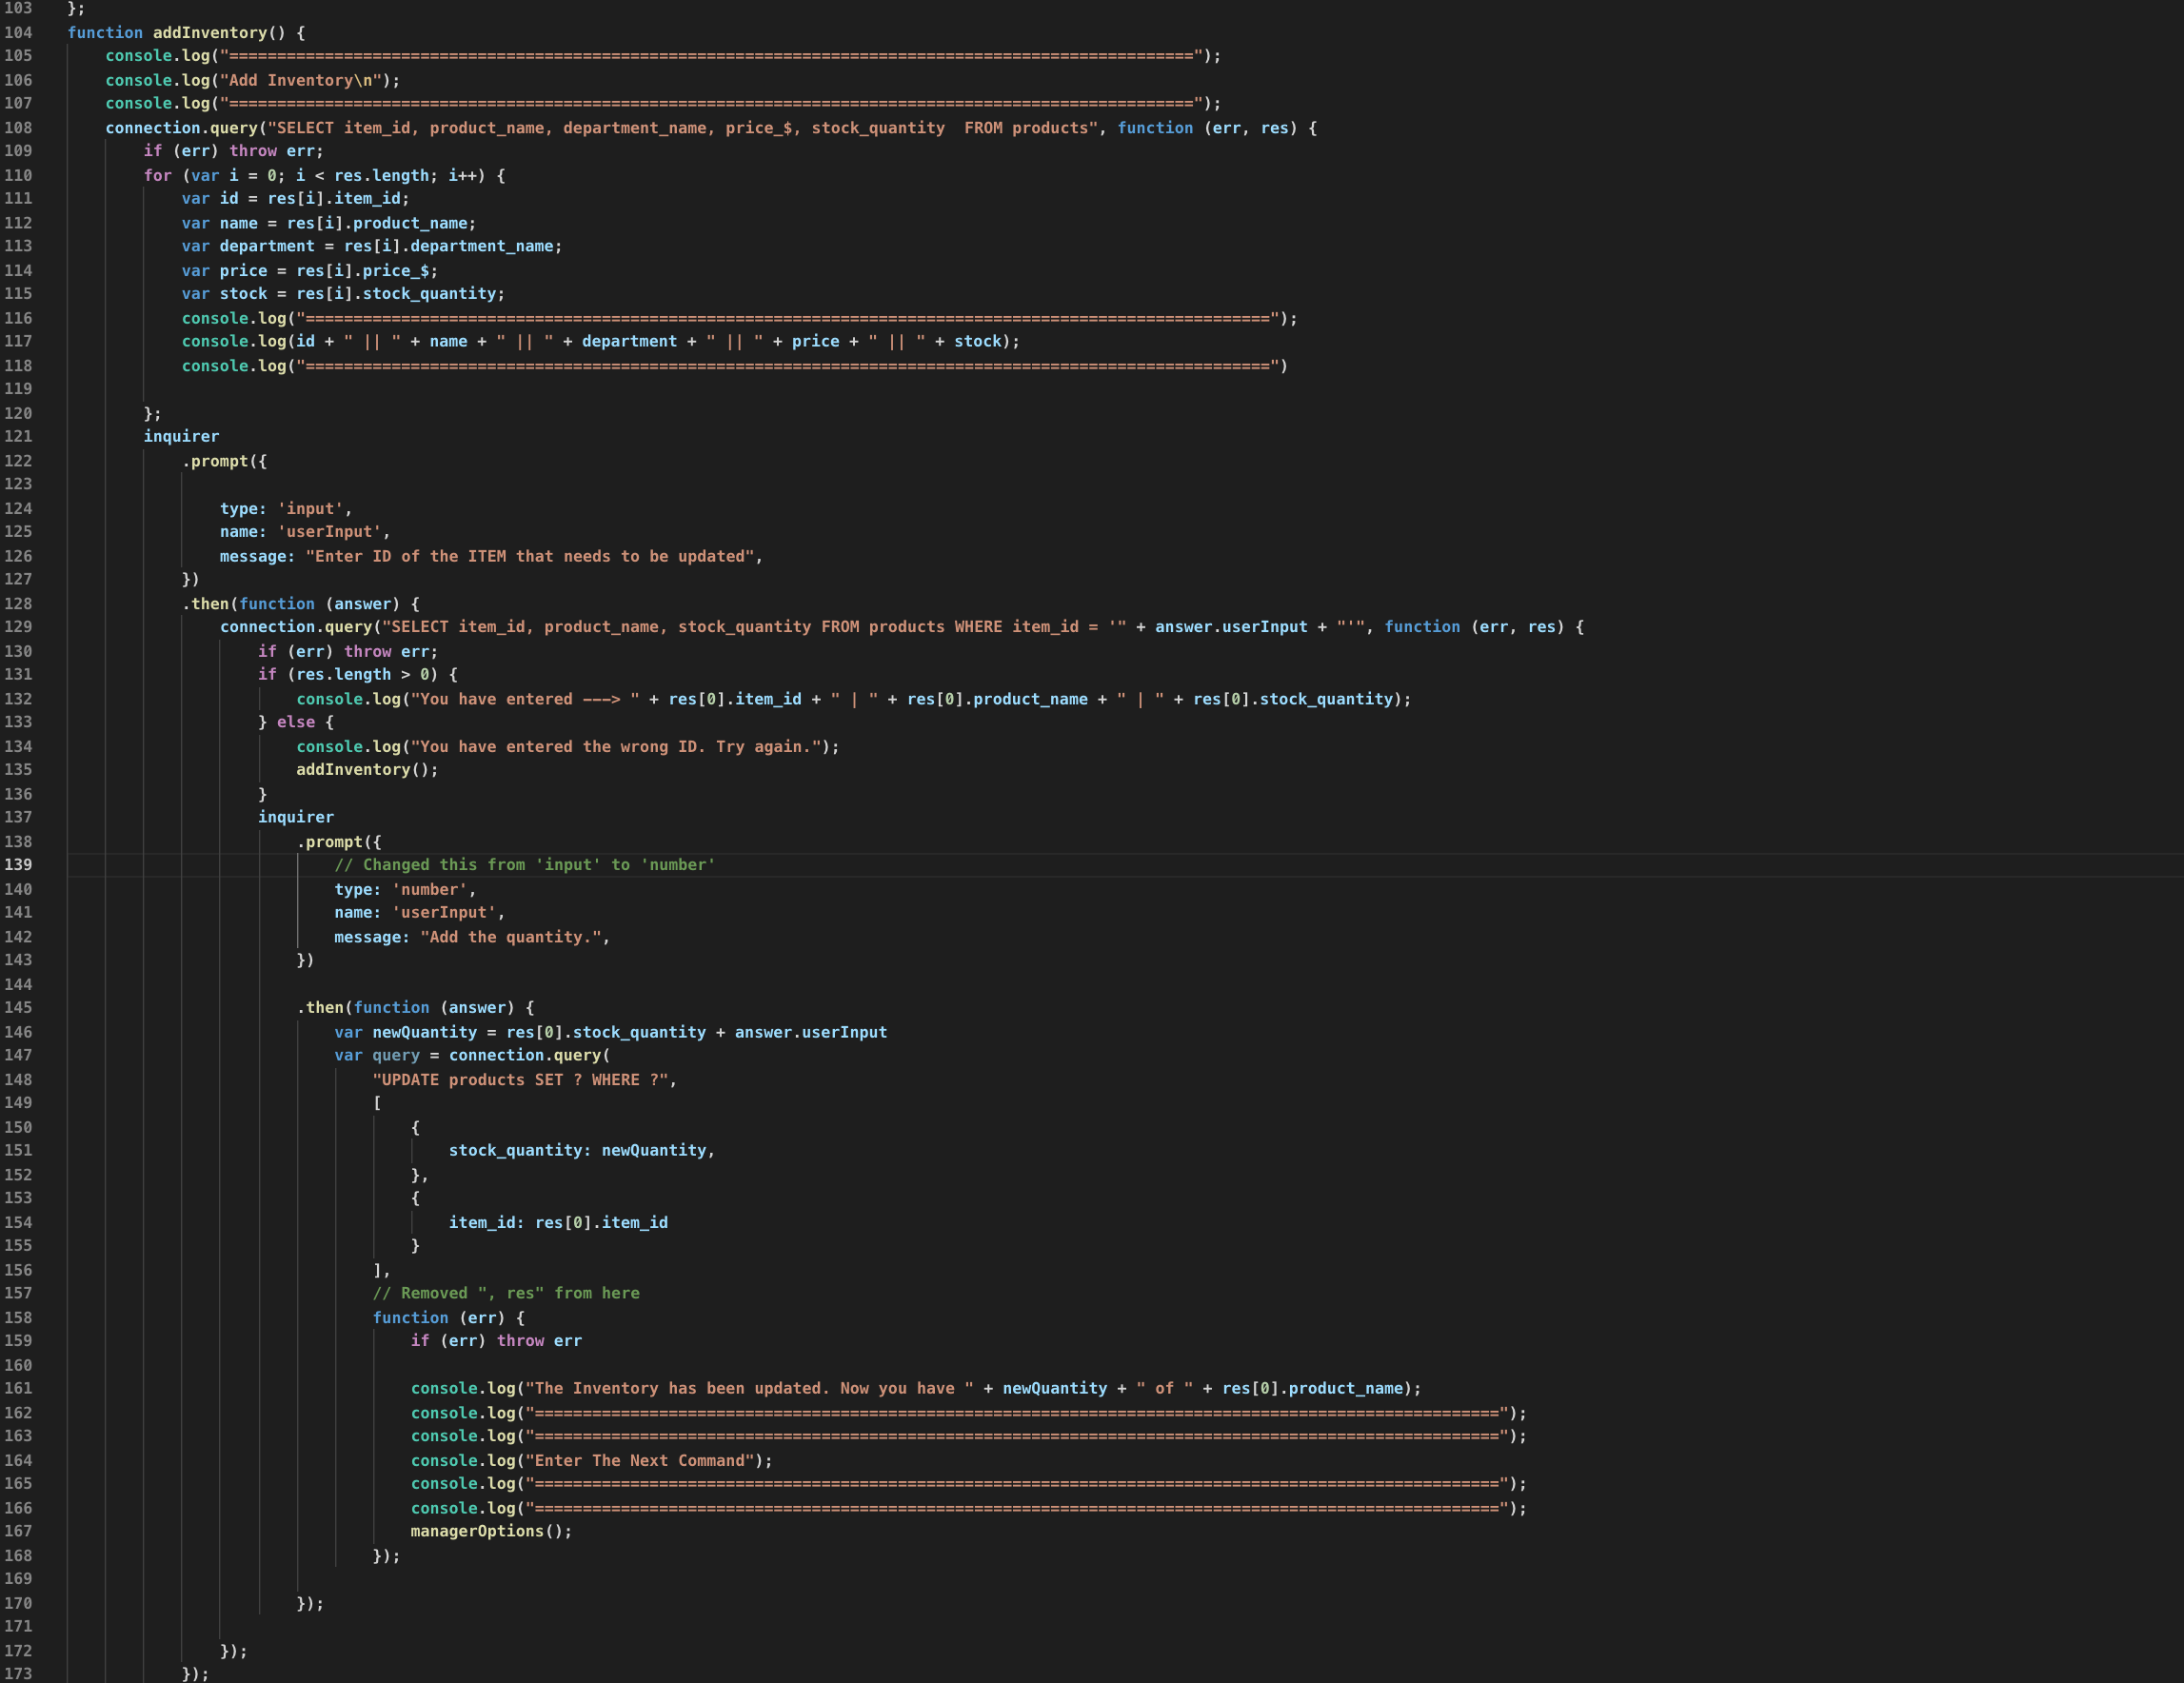 103 };
104 function addInventory() {
105 console.log("=====================================================================================================");
106 console.log("Add Inventory\n");
107 console.log("=====================================================================================================");
108 connection.query("SELECT item_id, product_name, department_name, price_$, stock_quantity  FROM products", function (err, res) {
109 if (err) throw err;
110 for (var i = 0; i < res.length; i++) {
111 var id = res[i].item_id;
112 var name = res[i].product_name;
113 var department = res[i].department_name;
114 var price = res[i].price_$;
115 var stock = res[i].stock_quantity;
116 console.log("=====================================================================================================");
117 console.log(id + " || " + name + " || " + department + " || " + price + " || " + stock);
118 console.log("=====================================================================================================")
119
120 };
121 inquirer
122 .prompt({
123
124 type: 'input',
125 name: 'userInput',
126 message: "Enter ID of the ITEM that needs to be updated",
127 })
128 .then(function (answer) {
129 connection.query("SELECT item_id, product_name, stock_quantity FROM products WHERE item_id = '" + answer.userInput + "'", function (err, res) {
130 if (err) throw err;
131 if (res.length > 0) {
132 console.log("You have entered ---> " + res[0].item_id + " | " + res[0].product_name + " | " + res[0].stock_quantity);
133 } else {
134 console.log("You have entered the wrong ID. Try again.");
135 addInventory();
136 }
137 inquirer
138 .prompt({
139 // Changed this from 'input' to 'number'
140 type: 'number',
141 name: 'userInput',
142 message: "Add the quantity.",
143 })
144
145 .then(function (answer) {
146 var newQuantity = res[0].stock_quantity + answer.userInput
147 var query = connection.query(
148 "UPDATE products SET ? WHERE ?",
149 [
150 {
151 stock_quantity: newQuantity,
152 },
153 {
154 item_id: res[0].item_id
155 }
156 ],
157 // Removed ", res" from here
158 function (err) {
159 if (err) throw err
160
161 console.log("The Inventory has been updated. Now you have " + newQuantity + " of " + res[0].product_name);
162 console.log("=====================================================================================================");
163 console.log("=====================================================================================================");
164 console.log("Enter The Next Command");
165 console.log("=====================================================================================================");
166 console.log("=====================================================================================================");
167 managerOptions();
168 });
169
170 });
171
172 });
173 });